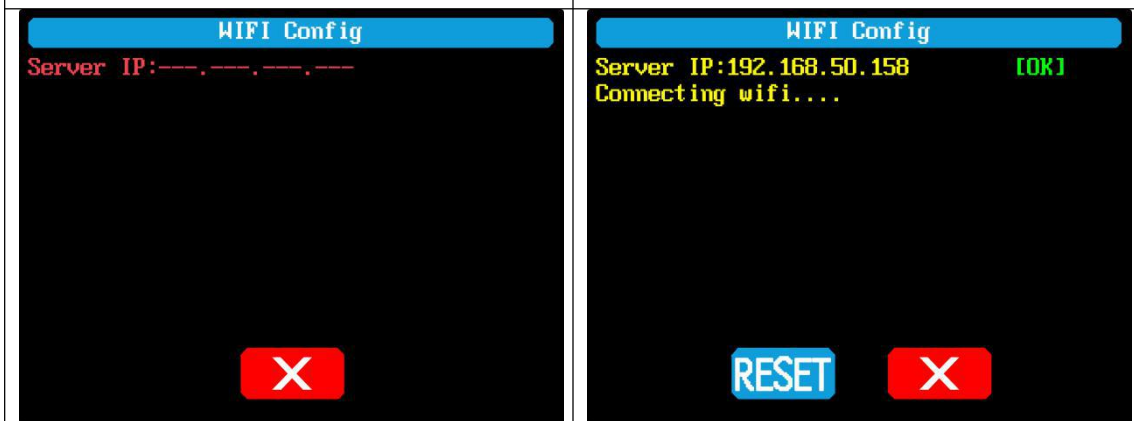 WIFI Config
Server IP:---.---.---.---
X
WIFI Config
Server IP:192.168.50.158 [OK]
Connecting wifi....
RESET X